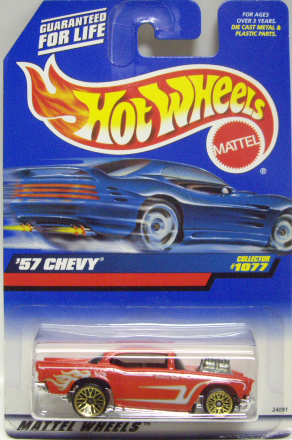 GUARANTEED
FOR LIFE
FOR AGES
OVER 3 YEARS.
DIE CAST METAL &
PLASTIC PARTS.
HOT WHEELS
MATTEL
®
'57 CHEVY
COLLECTOR
#1077
24091
MATTEL WHEELS™